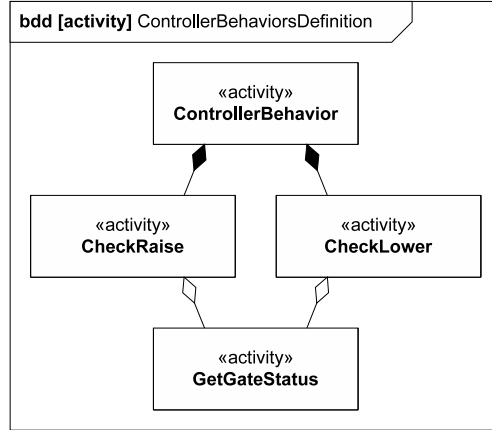 bdd [activity] ControllerBehaviorsDefinition
«activity»
ControllerBehavior
«activity»
CheckRaise
«activity»
CheckLower
«activity»
GetGateStatus